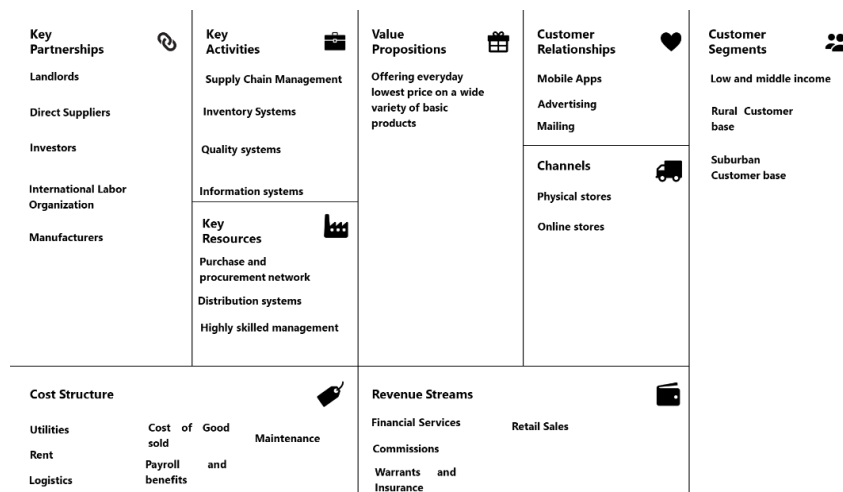 Key
Partnerships
Landlords
Direct Suppliers
Investors
International Labor
Organization
Manufacturers
Key
Activities
Supply Chain Management
Inventory Systems
Quality systems
Information systems
Key
Resources
Purchase and
procurement network
Distribution systems
Highly skilled management
Value
Propositions
Offering everyday
lowest price on a wide
variety of basic
products
Customer
Relationships
Mobile Apps
Advertising
Mailing
Channels
Physical stores
Online stores
Customer
Segments
Low and middle income
Rural Customer
base
Suburban
Customer base
Cost Structure
Utilities
Rent
Logistics
Cost of Good
sold
Payroll and
benefits
Maintenance
Revenue Streams
Financial Services
Commissions
Warrants and
Insurance
Retail Sales